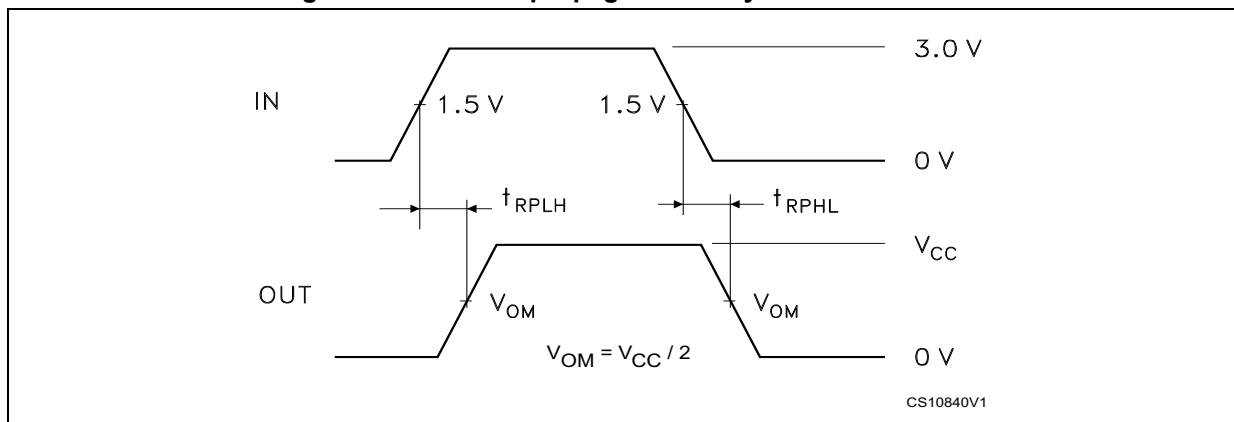 3.0 V
IN
1.5 V
1.5 V
0 V
tRPLH
tRPHL
VCC
OUT
VOM
VOM
VOM = VCC / 2
0 V
CS10840V1